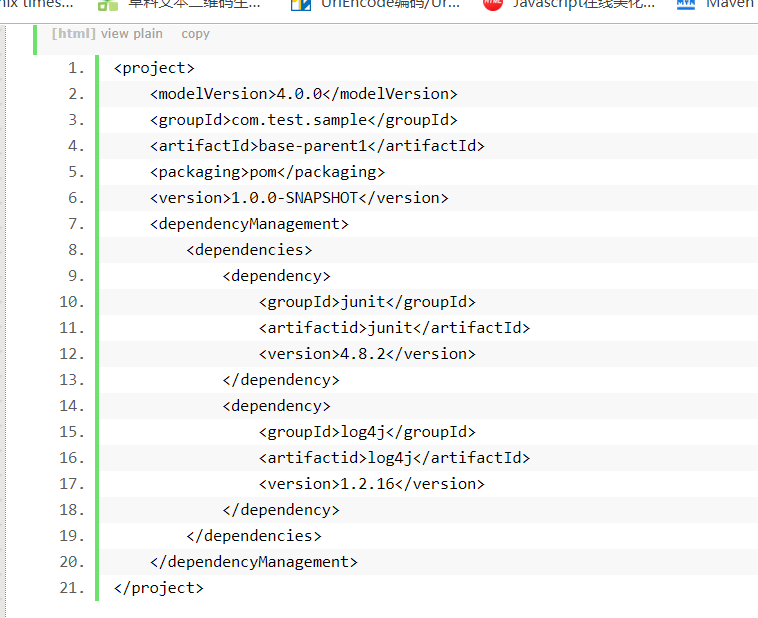 nix times...  草料文本二维码生...  UrlEncode编码/Ur...  HTML Javascript在线美化...  Maven
[html] view plain copy
1. <project>
2. <modelVersion>4.0.0</modelVersion>
3. <groupId>com.test.sample</groupId>
4. <artifactId>base-parent1</artifactId>
5. <packaging>pom</packaging>
6. <version>1.0.0-SNAPSHOT</version>
7. <dependencyManagement>
8. <dependencies>
9. <dependency>
10. <groupId>junit</groupId>
11. <artifactid>junit</artifactId>
12. <version>4.8.2</version>
13. </dependency>
14. <dependency>
15. <groupId>log4j</groupId>
16. <artifactid>log4j</artifactId>
17. <version>1.2.16</version>
18. </dependency>
19. </dependencies>
20. </dependencyManagement>
21. </project>